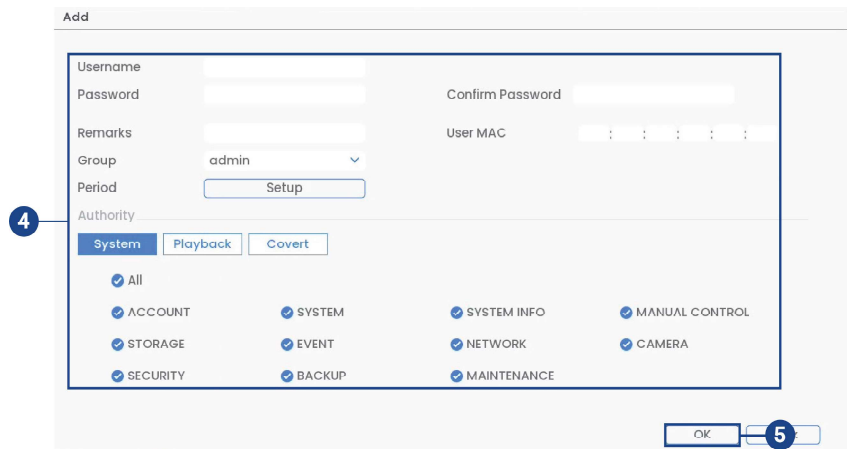 Add
Username
Password Confirm Password
Remarks User MAC : : : : :
Group admin
Period Setup
Authority
4
System Playback Covert
All
ACCOUNT SYSTEM SYSTEM INFO MANUAL CONTROL
STORAGE EVENT NETWORK CAMERA
SECURITY BACKUP MAINTENANCE
OK 5